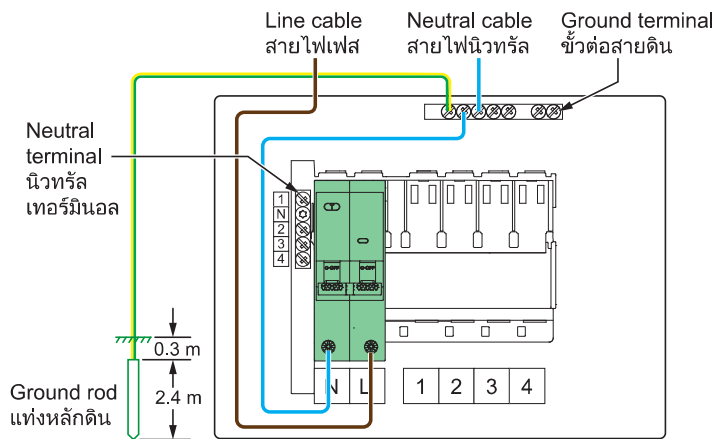 Line cable
สายไฟเฟส
Neutral cable
สายไฟนิวทรัล
Ground terminal
ขั้วต่อสายดิน
Neutral
terminal
นิวทรัล
เทอร์มินอล
1
N
2
3
4
0.3 m
2.4 m
Ground rod
แท่งหลักดิน
N L 1 2 3 4